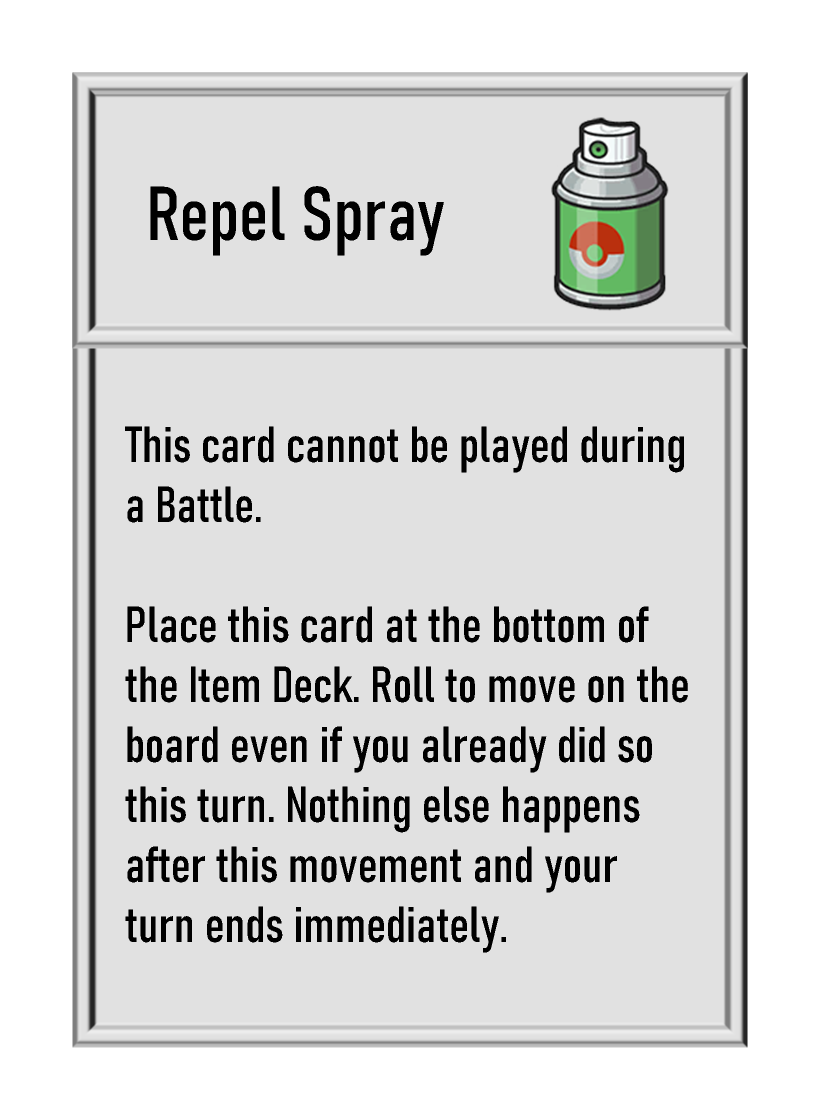 Repel Spray
This card cannot be played during
a Battle.
Place this card at the bottom of
the Item Deck. Roll to move on the
board even if you already did so
this turn. Nothing else happens
after this movement and your
turn ends immediately.